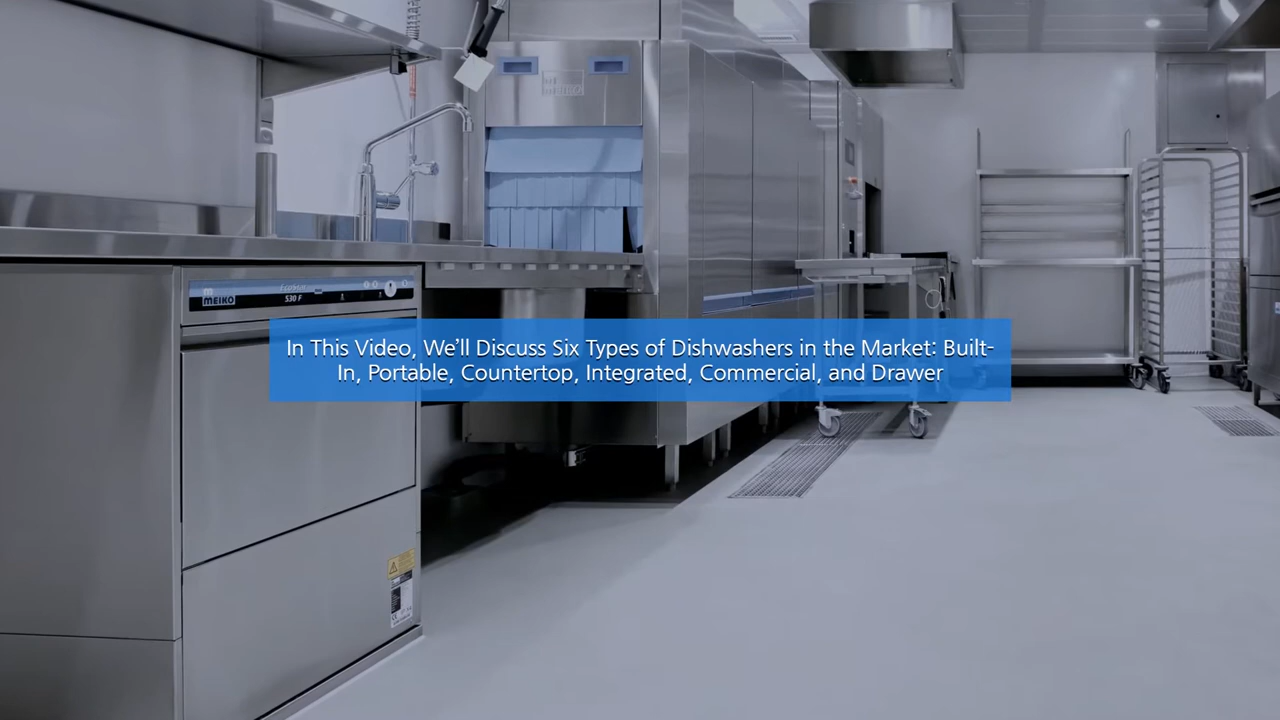 EcoStar
MEIKO
530 F
In This Video, We'll Discuss Six Types of Dishwashers in the Market: Built-
In, Portable, Countertop, Integrated, Commercial, and Drawer